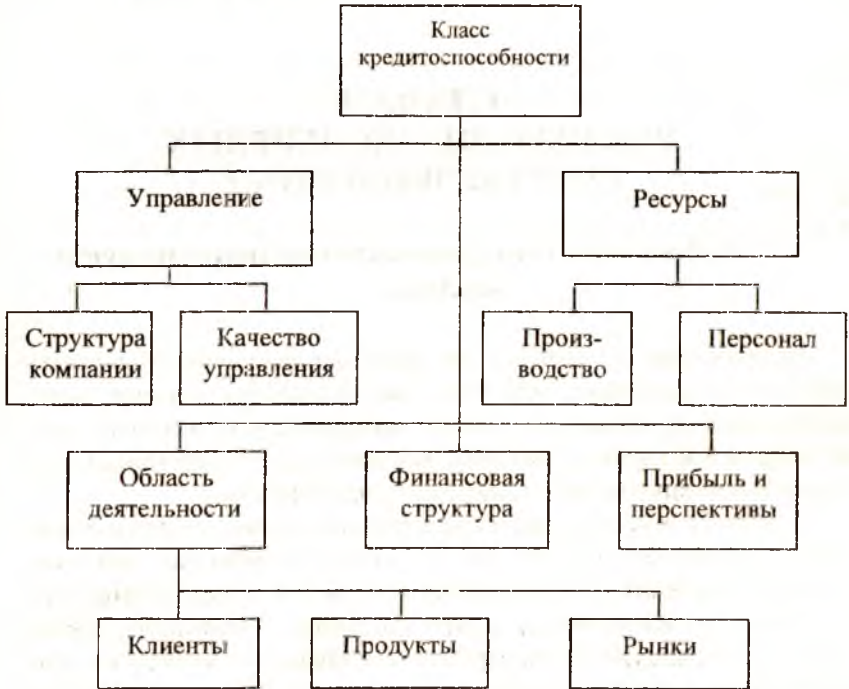 Класс
кредитоспособности
Управление
Ресурсы
Структура
компании
Качество
управления
Произ-
водство
Персонал
Область
деятельности
Финансовая
структура
Прибыль и
перспективы
Клиенты
Продукты
Рынки